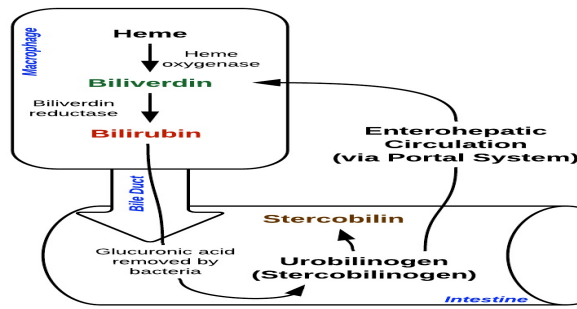 Macrophage
Heme
Heme
oxygenase
Biliverdin
Biliverdin
reductase
Bilirubin
Enterohepatic
Circulation
(via Portal System)
Bile Duct
Stercobilin
Glucuronic acid
removed by
bacteria
Urobilinogen
(Stercobilinogen)
Intestine